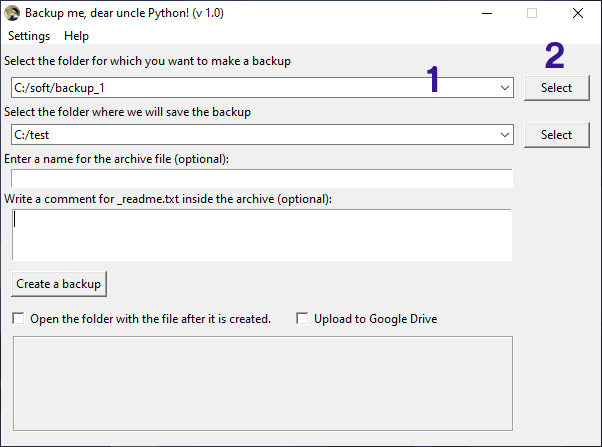 Backup me, dear uncle Python! (v 1.0)
Settings Help
Select the folder for which you want to make a backup
2
C:/soft/backup_1
1
Select
Select the folder where we will save the backup
C:/test
Select
Enter a name for the archive file (optional):
Write a comment for _readme.txt inside the archive (optional):
Create a backup
Open the folder with the file after it is created.
Upload to Google Drive